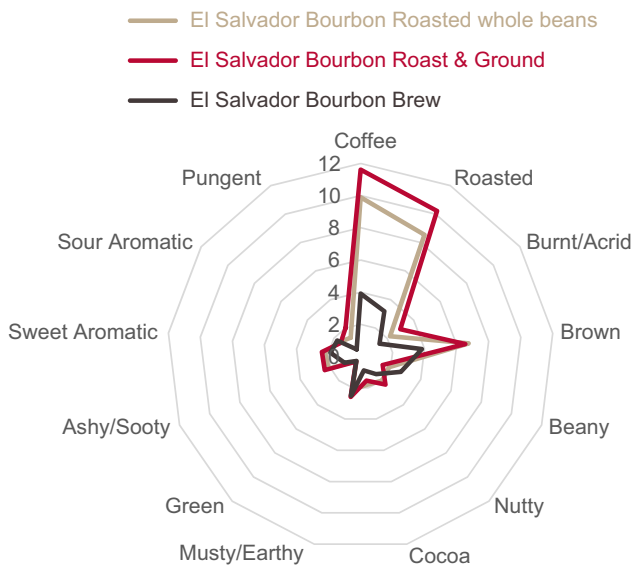 El Salvador Bourbon Roasted whole beans
El Salvador Bourbon Roast & Ground
El Salvador Bourbon Brew
Coffee
12
Pungent
Roasted
10
8
Sour Aromatic
Burnt/Acrid
6
4
Sweet Aromatic
2
Brown
0
Ashy/Sooty
Beany
Green
Nutty
Musty/Earthy
Cocoa